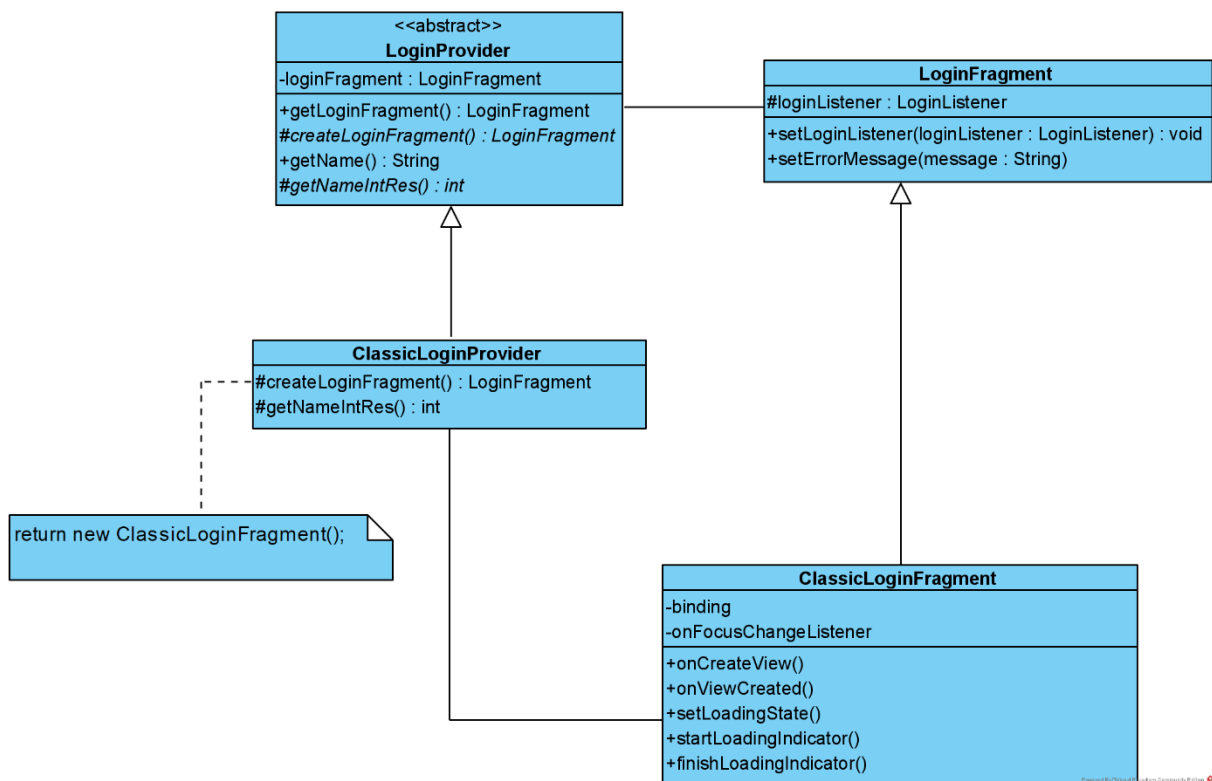 <<abstract>>
LoginProvider
-loginFragment : LoginFragment
+getLoginFragment() : LoginFragment
#createLoginFragment() : LoginFragment
+getName() : String
#getNameIntRes() : int
LoginFragment
#loginListener : LoginListener
+setLoginListener(loginListener : LoginListener) : void
+setErrorMessage(message : String)
ClassicLoginProvider
#createLoginFragment() : LoginFragment
#getNameIntRes() : int
return new ClassicLoginFragment();
ClassicLoginFragment
-binding
-onFocusChangeListener
+onCreateView()
+onViewCreated()
+setLoadingState()
+startLoadingIndicator()
+finishLoadingIndicator()